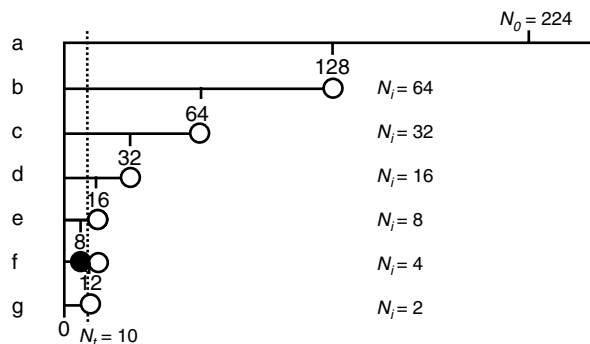 N₀ = 224
a
128
b
Nᵢ = 64
64
c
Nᵢ = 32
32
d
Nᵢ = 16
16
e
Nᵢ = 8
8
f
Nᵢ = 4
12
g
Nᵢ = 2
0
Nₜ = 10